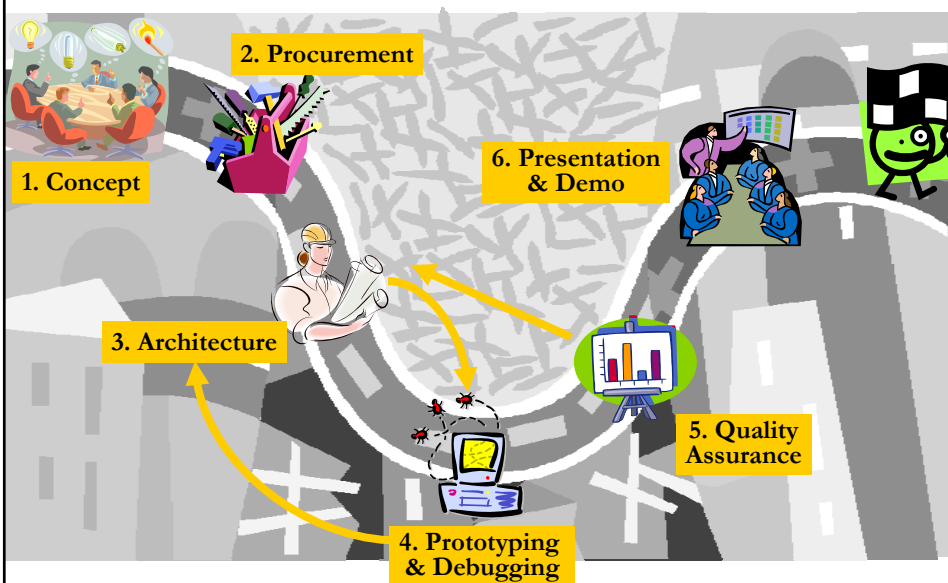 1. Concept
2. Procurement
3. Architecture
4. Prototyping
& Debugging
5. Quality
Assurance
6. Presentation
& Demo